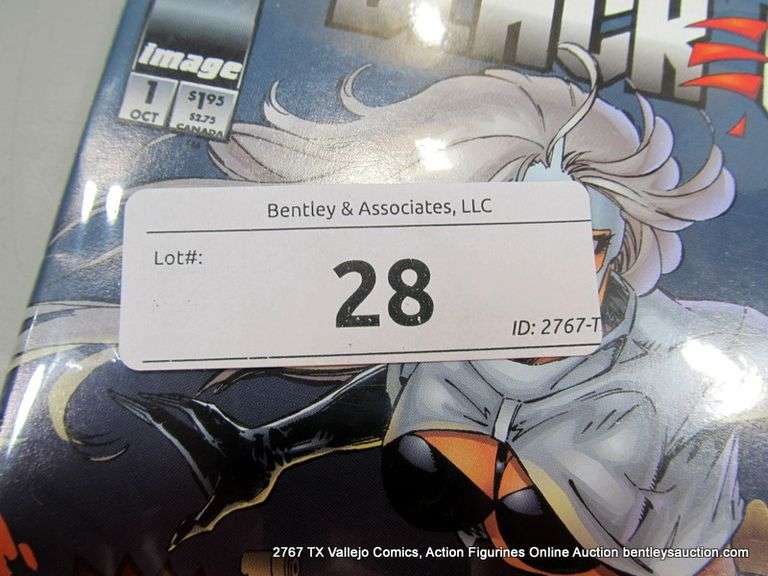 BLACK
image
1
OCT
$1.95
$2.75
CANADA
Bentley & Associates, LLC
Lot#:
28
ID: 2767-T
2767 TX Vallejo Comics, Action Figurines Online Auction bentleysauction.com